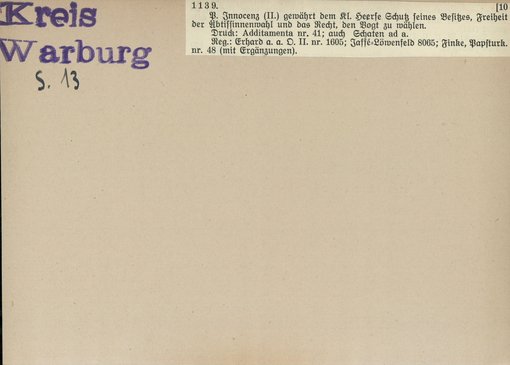 Kreis
Warburg
S. 13
1139. [10
P. Innocenz (II.) gewährt dem Kl. Heerse Schutz seines Besitzes, Freiheit
der Äbtissinnenwahl und das Recht, den Vogt zu wählen.
Druck: Additamenta nr. 41; auch Schaten ad a.
Reg.: Erhard a. a. O. II. nr. 1605; Jaffé-Löwenfeld 8065; Finke, Papsturk.
nr. 48 (mit Ergänzungen).